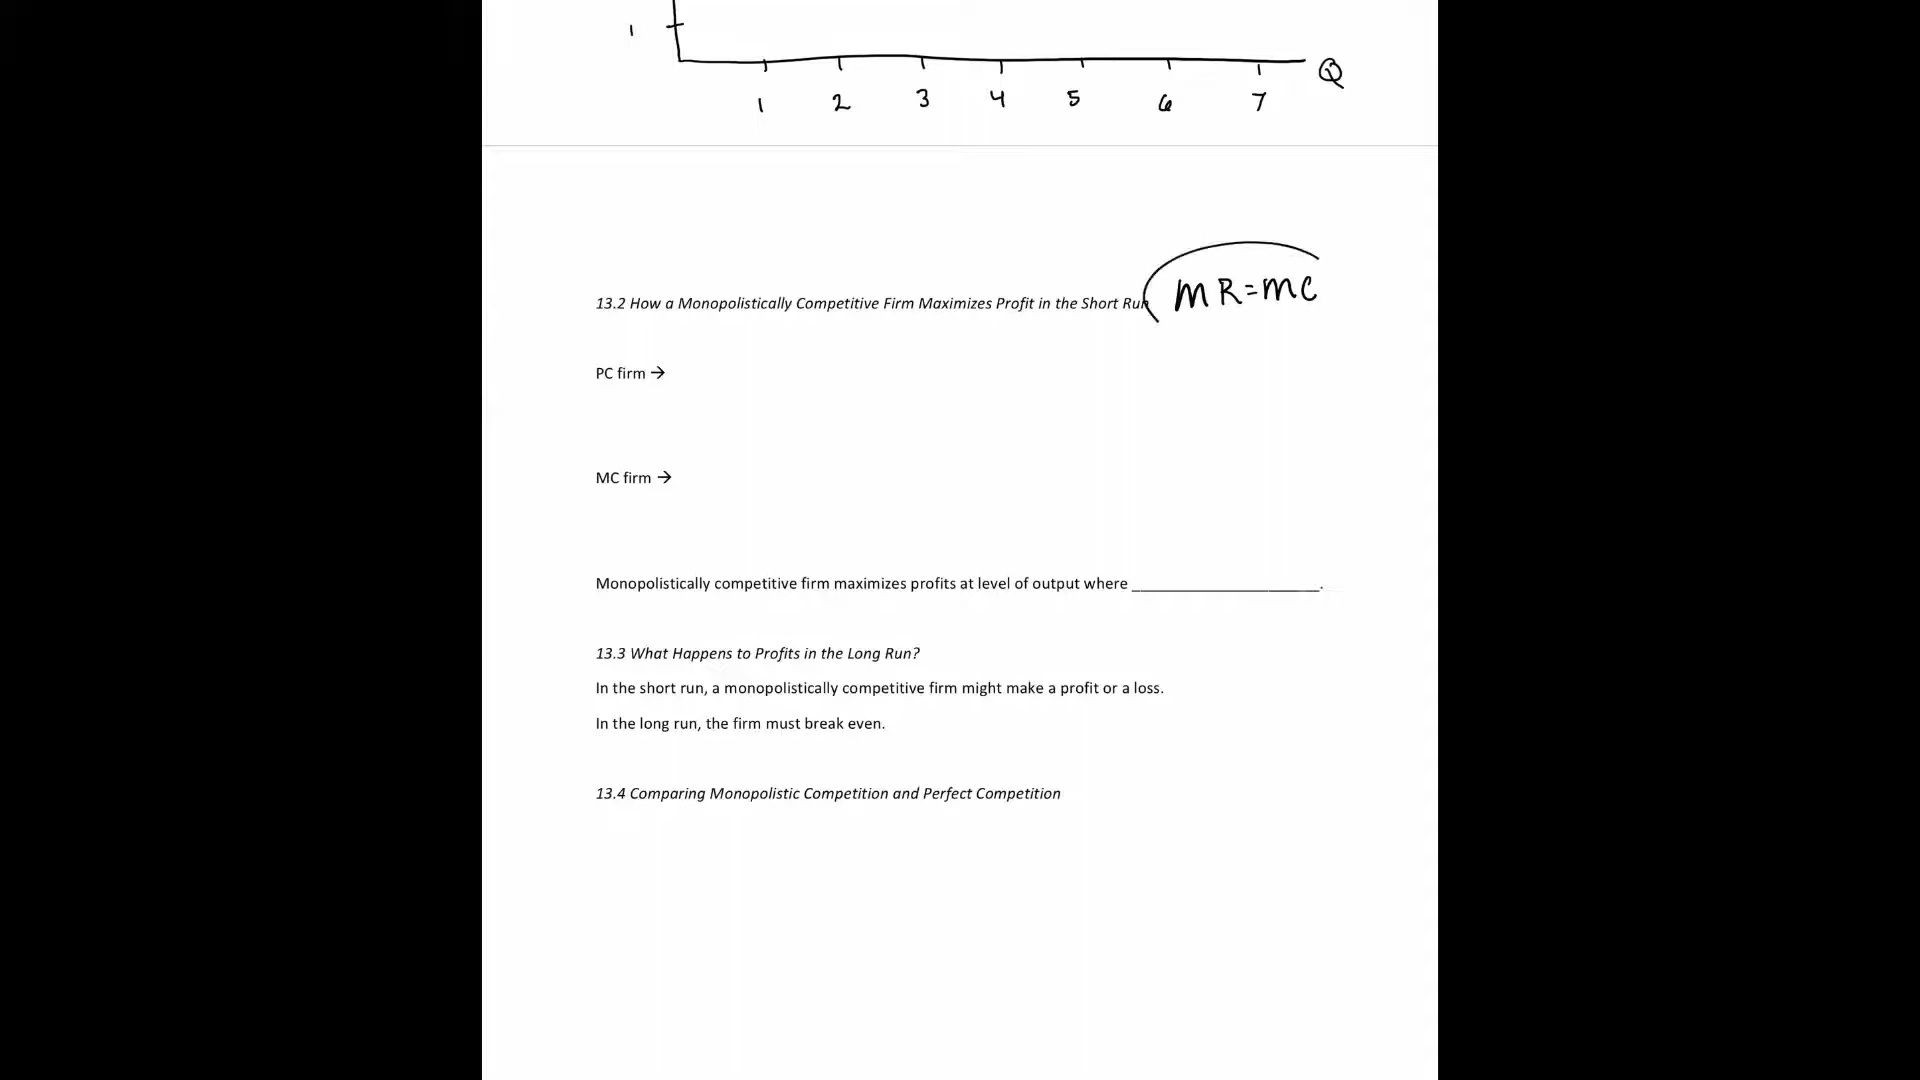 1
Q
1 2 3 4 5 6 7
13.2 How a Monopolistically Competitive Firm Maximizes Profit in the Short Run MR=MC
PC firm →
MC firm →
Monopolistically competitive firm maximizes profits at level of output where ______________________.
13.3 What Happens to Profits in the Long Run?
In the short run, a monopolistically competitive firm might make a profit or a loss.
In the long run, the firm must break even.
13.4 Comparing Monopolistic Competition and Perfect Competition